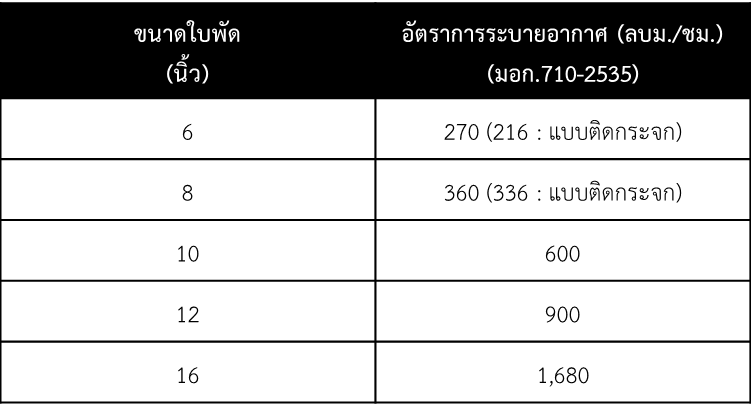 ขนาดใบพัด
(นิ้ว)
อัตราการระบายอากาศ (ลบม./ชม.)
(มอก.710-2535)
6
270 (216 : แบบติดกระจก)
8
360 (336 : แบบติดกระจก)
10
600
12
900
16
1,680